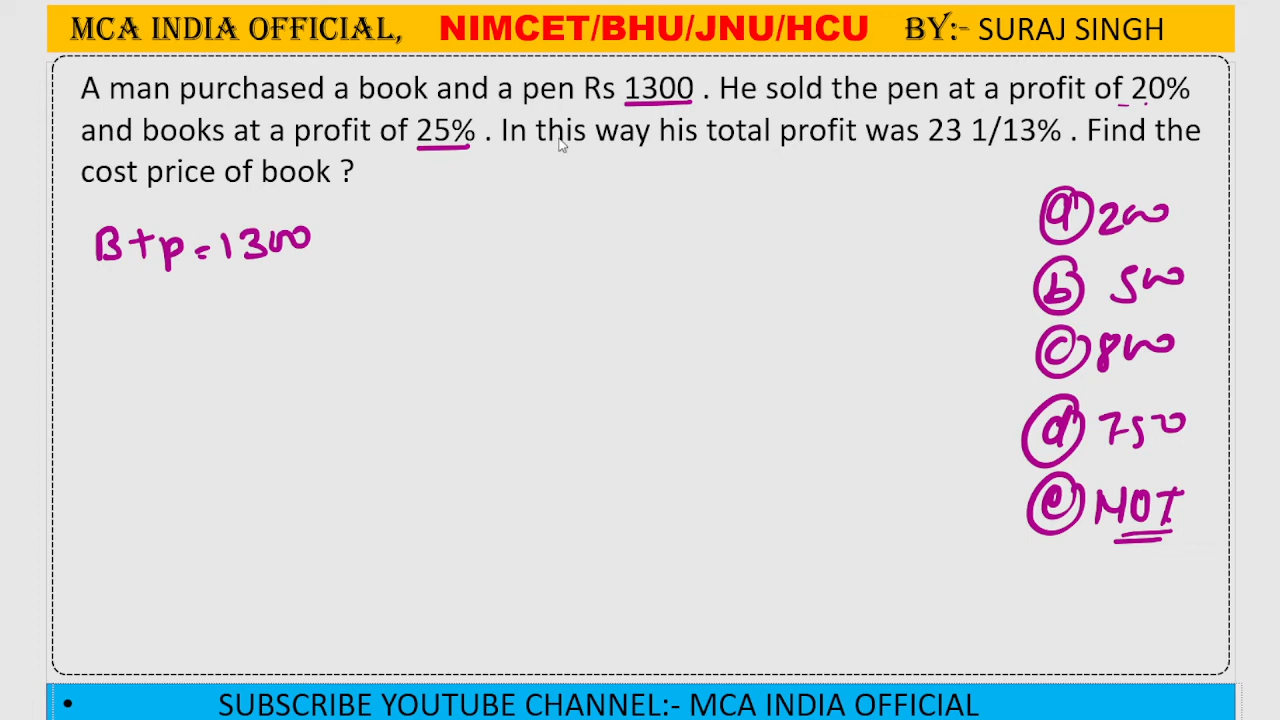 MCA INDIA OFFICIAL, NIMCET/BHU/JNU/HCU BY:- SURAJ SINGH
A man purchased a book and a pen Rs 1300 . He sold the pen at a profit of 20%
and books at a profit of 25% . In this way his total profit was 23 1/13% . Find the
cost price of book ?
B+p=1300
(a) 200
(b) 500
(c) 800
(d) 750
(e) NOT
• SUBSCRIBE YOUTUBE CHANNEL:- MCA INDIA OFFICIAL